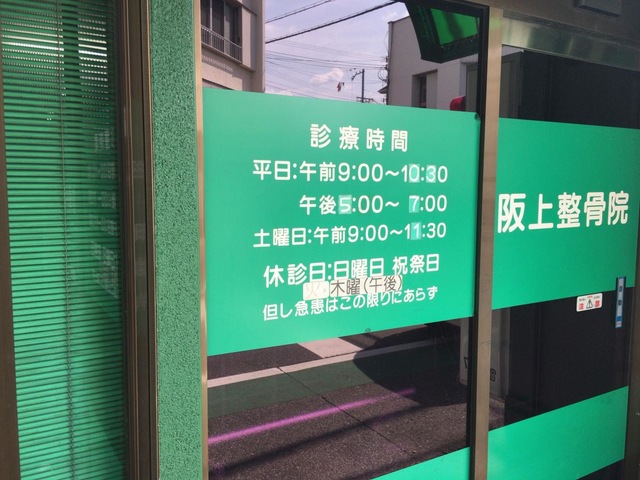 診療時間
平日:午前9:00〜10:30
午後5:00〜 7:00
土曜日:午前9:00〜11:30
休診日:日曜日 祝祭日
火・木曜(午後)
但し急患はこの限りにあらず
阪上整骨院
注意